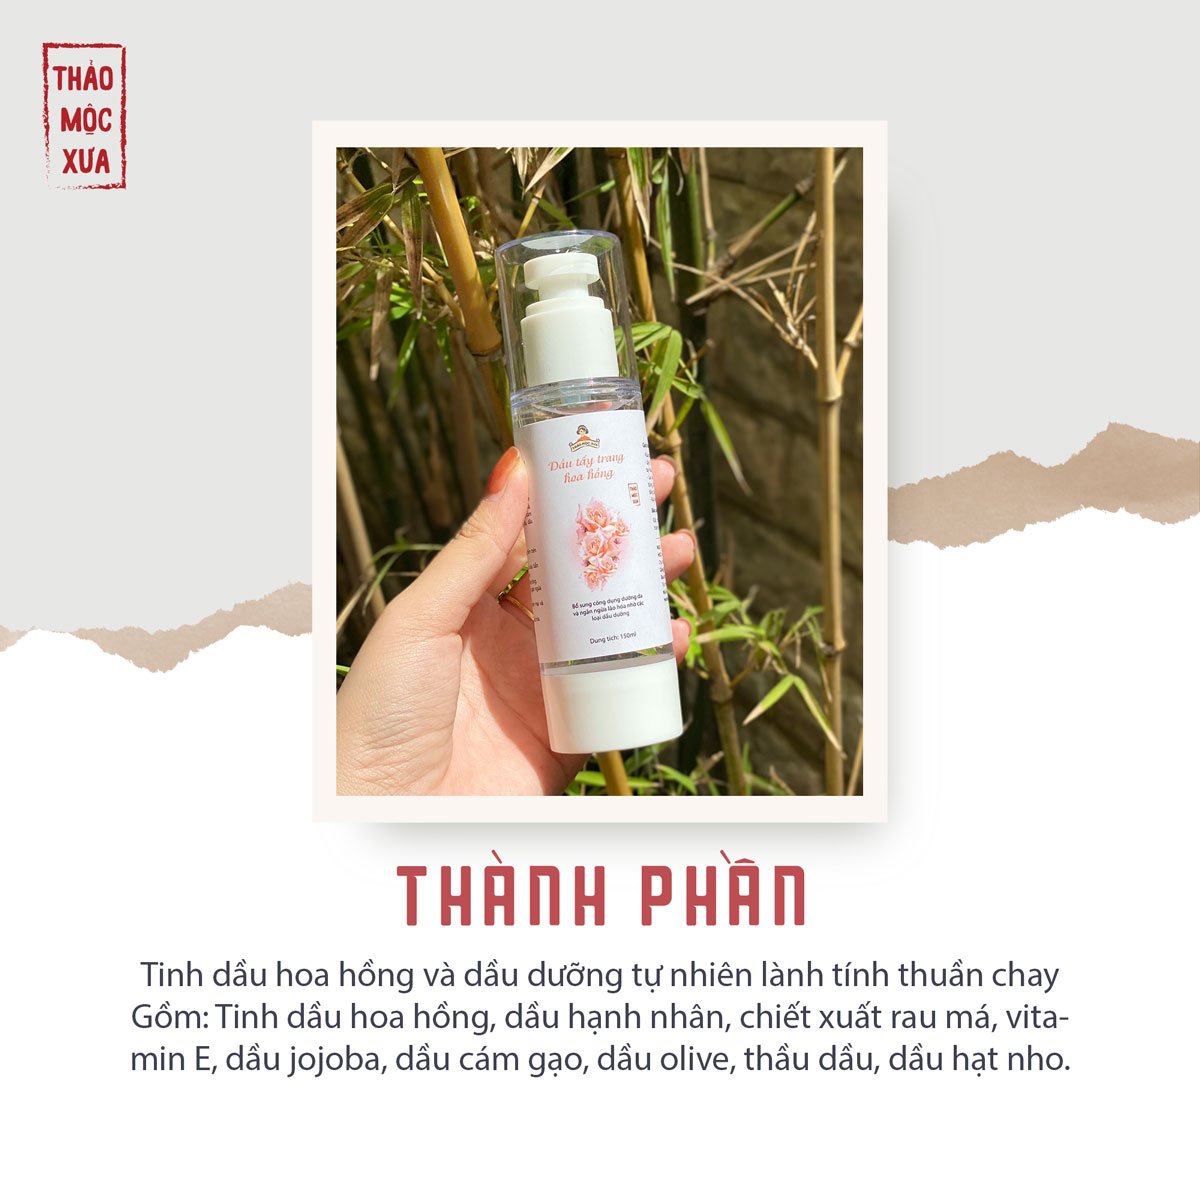 THẢO
MỘC
XƯA
Dầu tẩy trang
hoa hồng
THẢO
MỘC
XƯA
Bổ sung công dụng dưỡng da
và ngăn ngừa lão hóa nhờ các
loại dầu dưỡng
Dung tích: 150ml
THÀNH PHẦN
Tinh dầu hoa hồng và dầu dưỡng tự nhiên lành tính thuần chay
Gồm: Tinh dầu hoa hồng, dầu hạnh nhân, chiết xuất rau má, vita-
min E, dầu jojoba, dầu cám gạo, dầu olive, thầu dầu, dầu hạt nho.